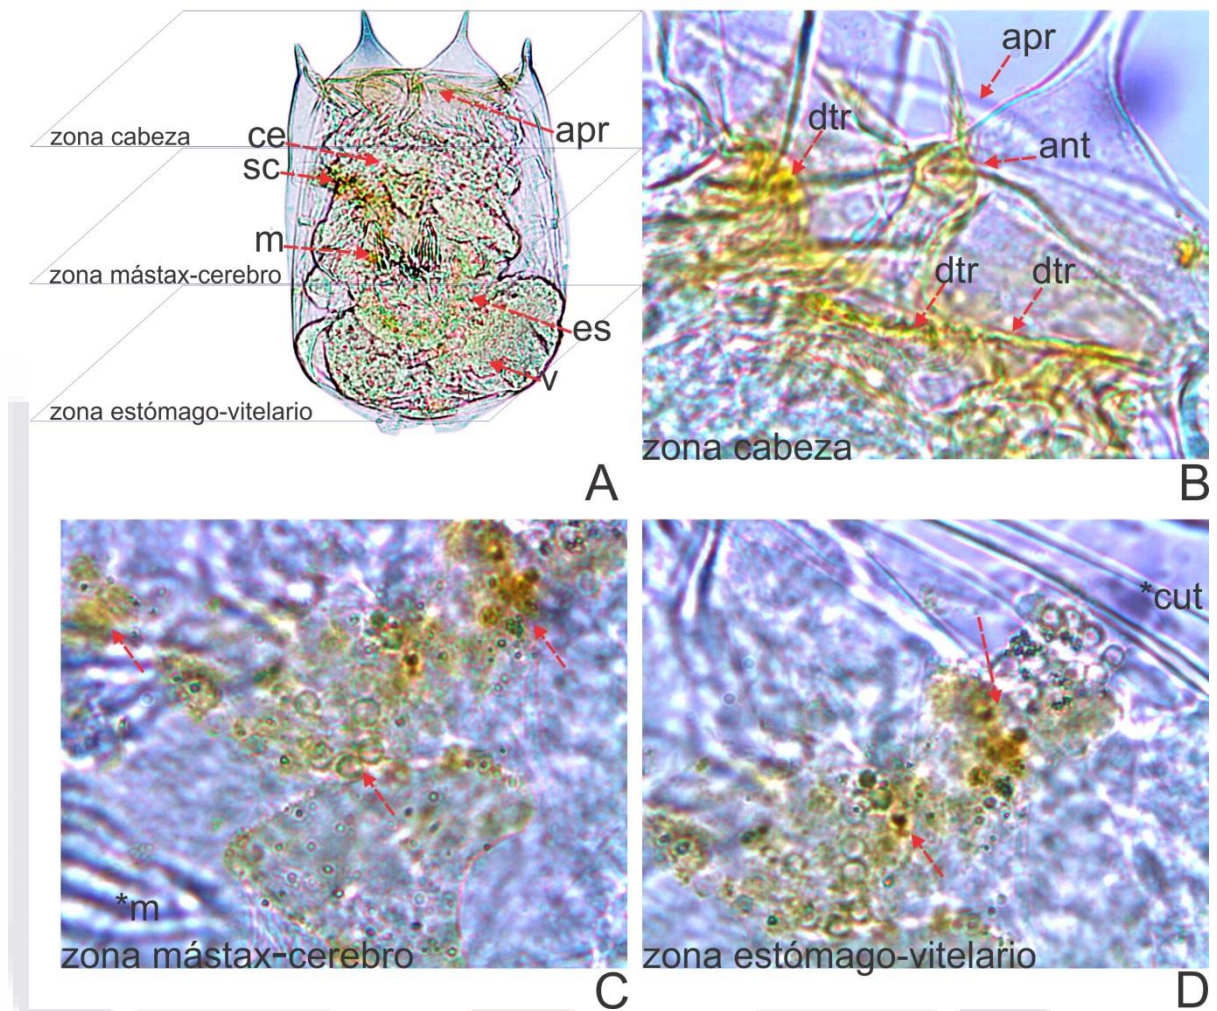 zona cabeza
ce
sc
apr
m
zona mástax-cerebro
es
v
zona estómago-vitelario
A
apr
dtr
ant
dtr
dtr
zona cabeza
B
*m
zona mástax-cerebro
C
*cut
zona estómago-vitelario
D